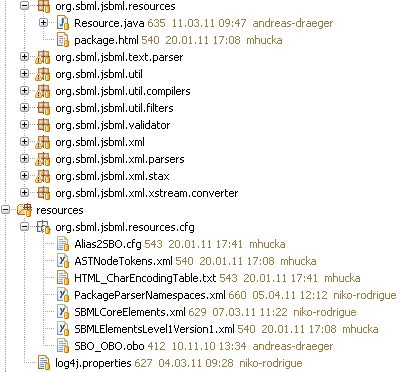 org.sbml.jsbml.resources
Resource.java 635 11.03.11 09:47 andreas-draeger
package.html 540 20.01.11 17:08 mhucka
org.sbml.jsbml.text.parser
org.sbml.jsbml.util
org.sbml.jsbml.util.compilers
org.sbml.jsbml.util.filters
org.sbml.jsbml.validator
org.sbml.jsbml.xml
org.sbml.jsbml.xml.parsers
org.sbml.jsbml.xml.stax
org.sbml.jsbml.xml.xstream.converter
resources
org.sbml.jsbml.resources.cfg
Alias2SBO.cfg 543 20.01.11 17:41 mhucka
ASTNodeTokens.xml 540 20.01.11 17:08 mhucka
HTML_CharEncodingTable.txt 543 20.01.11 17:41 mhucka
PackageParserNamespaces.xml 660 05.04.11 12:12 niko-rodrigue
SBMLCoreElements.xml 629 07.03.11 11:22 niko-rodrigue
SBMLElementsLevel1Version1.xml 540 20.01.11 17:08 mhucka
SBO_OBO.obo 412 10.11.10 13:34 andreas-draeger
log4j.properties 627 04.03.11 09:28 niko-rodrigue